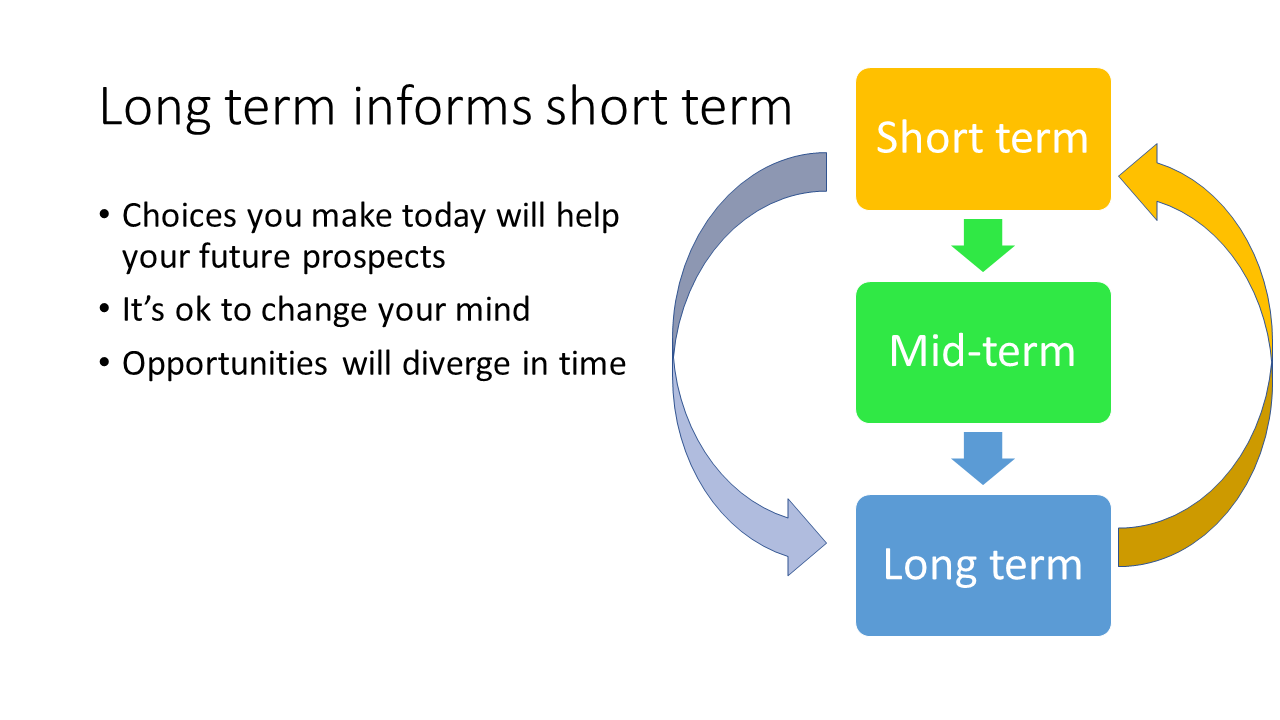 Long term informs short term
• Choices you make today will help
your future prospects
• It’s ok to change your mind
• Opportunities will diverge in time
Short term
Mid-term
Long term